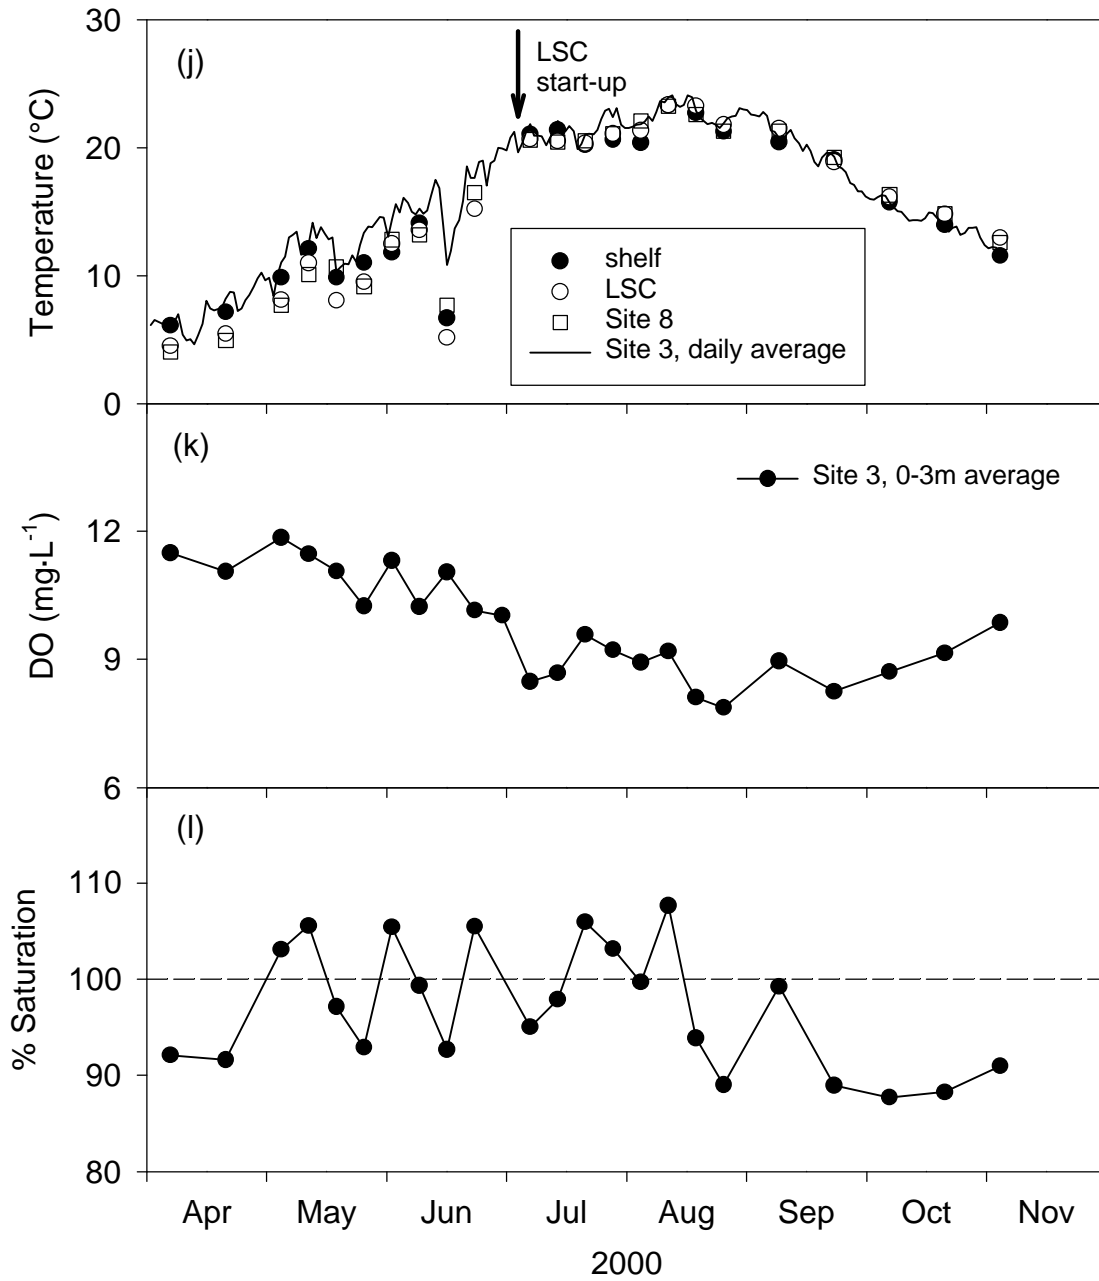 30
(j)
LSC
start-up
20
Temperature (°C)
shelf
LSC
Site 8
Site 3, daily average
10
0
(k)
Site 3, 0-3m average
12
DO (mg·L⁻¹)
9
6
(l)
110
100
% Saturation
90
80
Apr May Jun Jul Aug Sep Oct Nov
2000